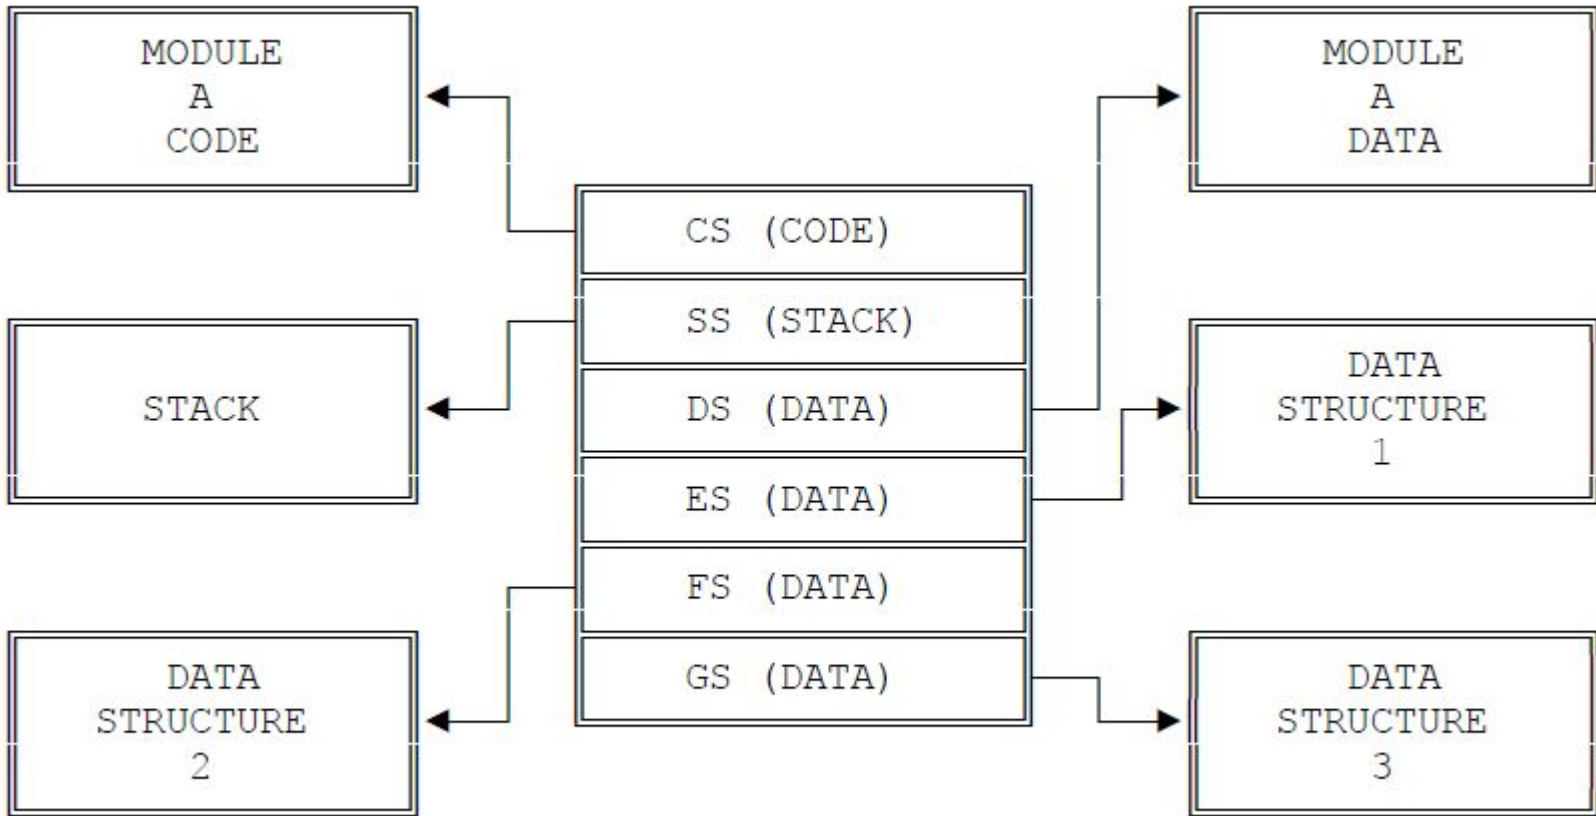 MODULE
A
CODE
STACK
DATA
STRUCTURE
2
CS (CODE)
SS (STACK)
DS (DATA)
ES (DATA)
FS (DATA)
GS (DATA)
MODULE
A
DATA
DATA
STRUCTURE
1
DATA
STRUCTURE
3